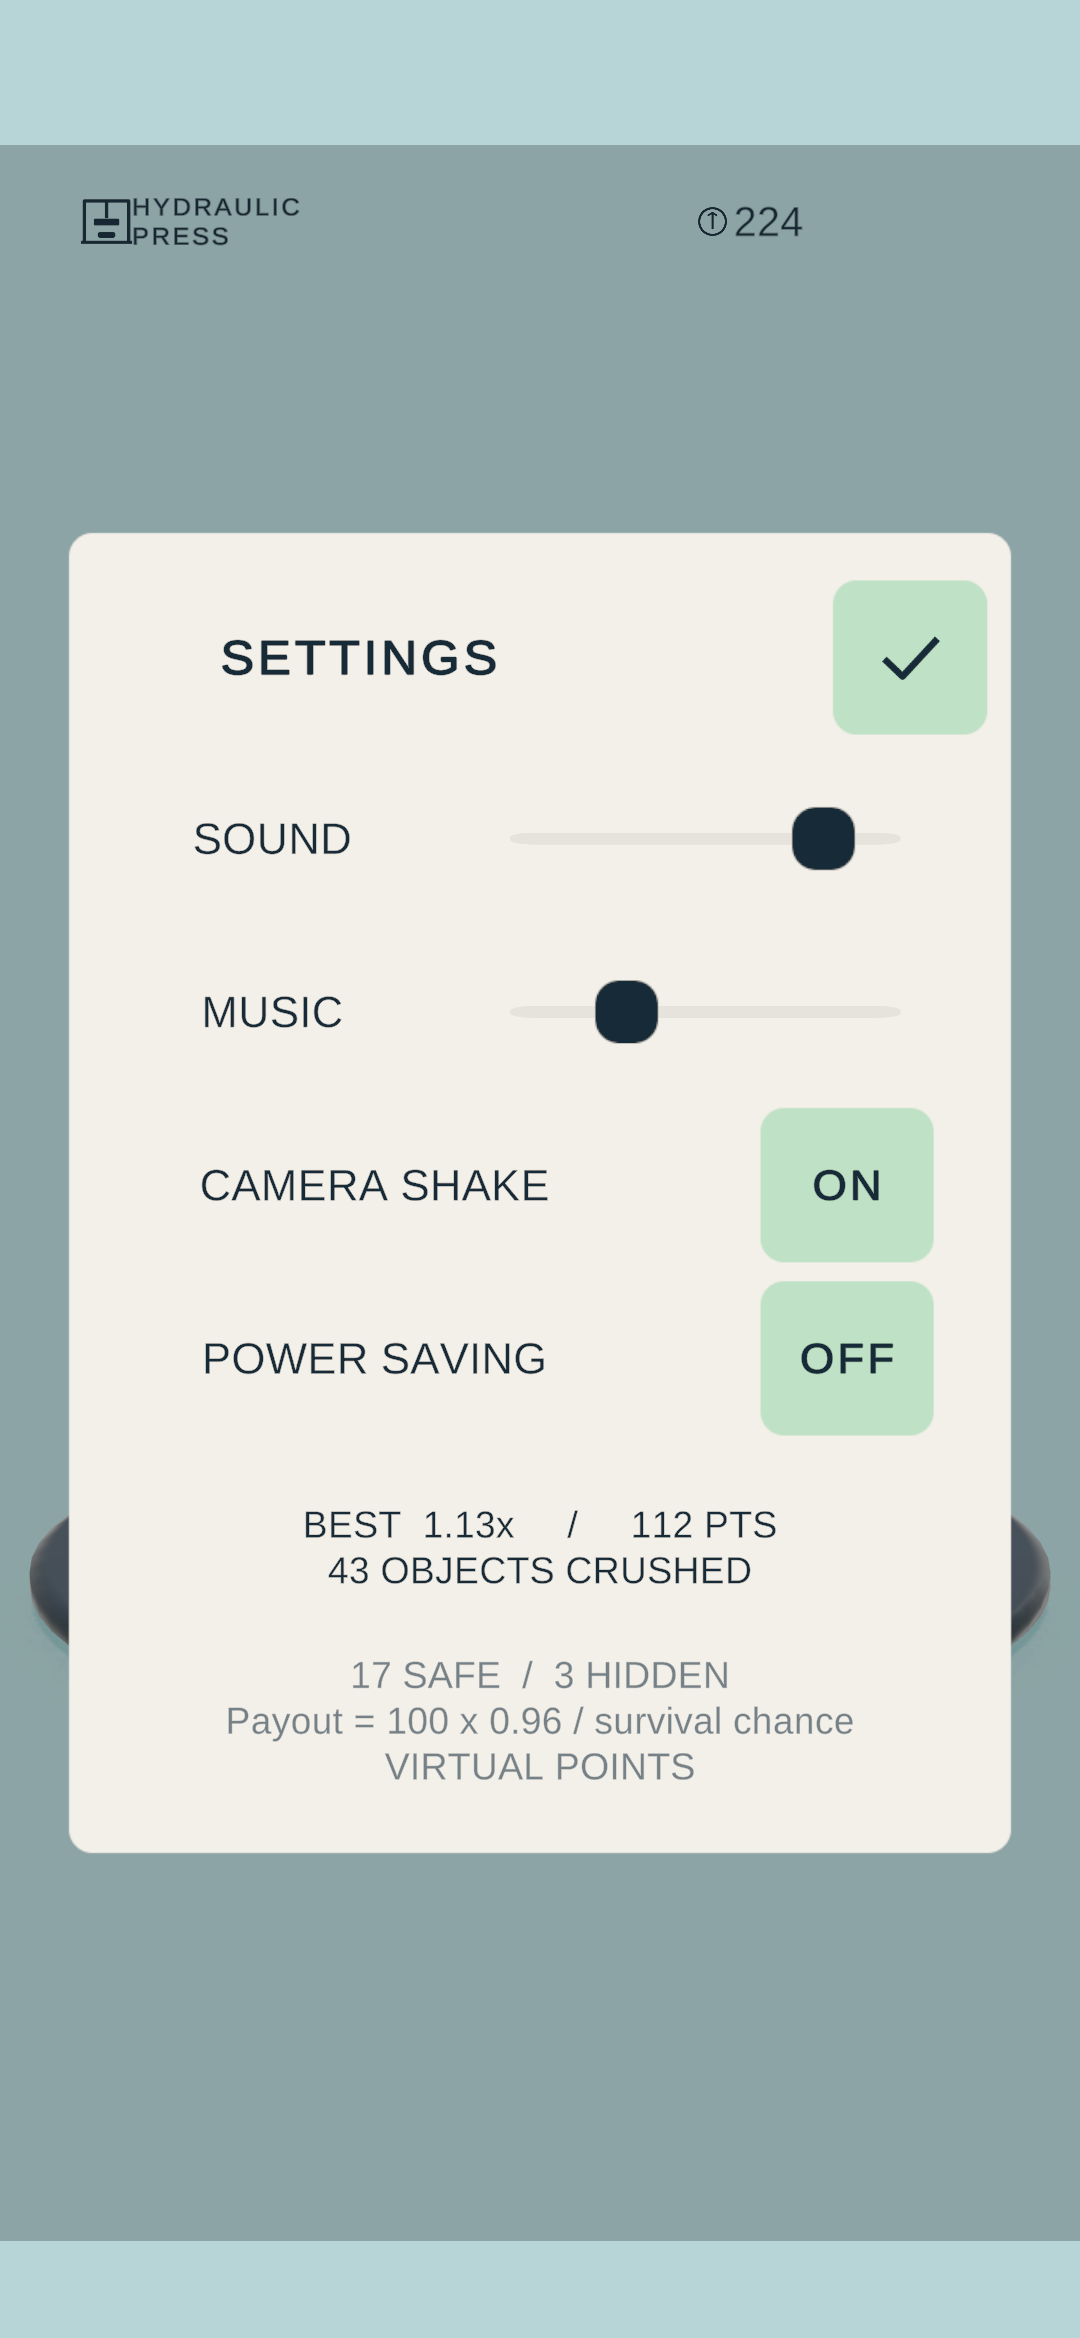 HYDRAULIC
PRESS
224
SETTINGS
SOUND
MUSIC
CAMERA SHAKE
ON
POWER SAVING
OFF
BEST 1.13x / 112 PTS
43 OBJECTS CRUSHED
17 SAFE / 3 HIDDEN
Payout = 100 x 0.96 / survival chance
VIRTUAL POINTS